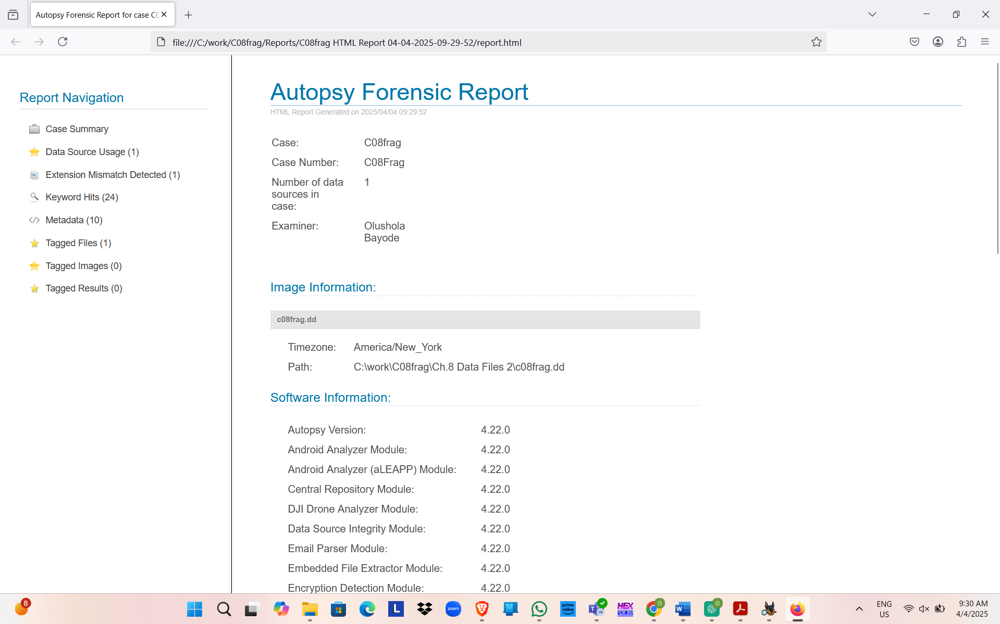 Autopsy Forensic Report for case C0
file:///C:/work/C08frag/Reports/C08frag HTML Report 04-04-2025-09-29-52/report.html
Report Navigation
Case Summary
Data Source Usage (1)
Extension Mismatch Detected (1)
Keyword Hits (24)
Metadata (10)
Tagged Files (1)
Tagged Images (0)
Tagged Results (0)
Autopsy Forensic Report
HTML Report Generated on 2025/04/04 09:29:52
Case: C08frag
Case Number: C08Frag
Number of data 1
sources in
case:
Examiner: Olushola
Bayode
Image Information:
c08frag.dd
Timezone: America/New_York
Path: C:\work\C08frag\Ch.8 Data Files 2\c08frag.dd
Software Information:
Autopsy Version: 4.22.0
Android Analyzer Module: 4.22.0
Android Analyzer (aLEAPP) Module: 4.22.0
Central Repository Module: 4.22.0
DJI Drone Analyzer Module: 4.22.0
Data Source Integrity Module: 4.22.0
Email Parser Module: 4.22.0
Embedded File Extractor Module: 4.22.0
Encryption Detection Module: 4.22.0
8
L
zoom
prime
video
T
HEX
0
W
0
ENG
US
9:30 AM
4/4/2025